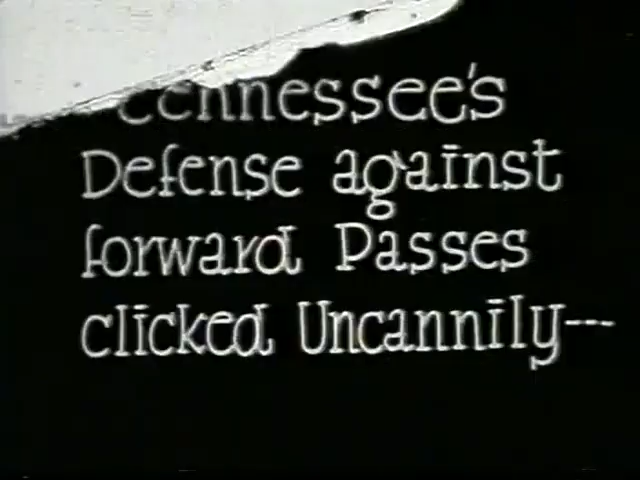 Tennessee's
Defense against
forward Passes
clicked Uncannily---